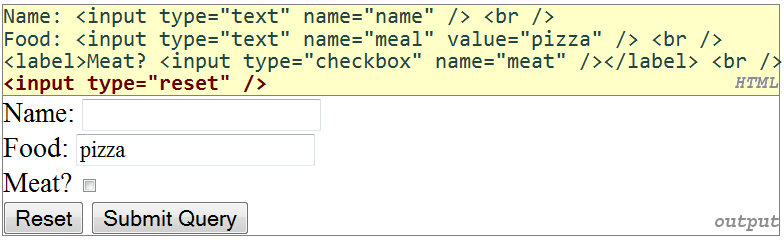 Name: <input type="text" name="name" /> <br />
Food: <input type="text" name="meal" value="pizza" /> <br />
<label>Meat? <input type="checkbox" name="meat" /></label> <br />
<input type="reset" />
HTML
Name:
Food: pizza
Meat?
Reset Submit Query
output